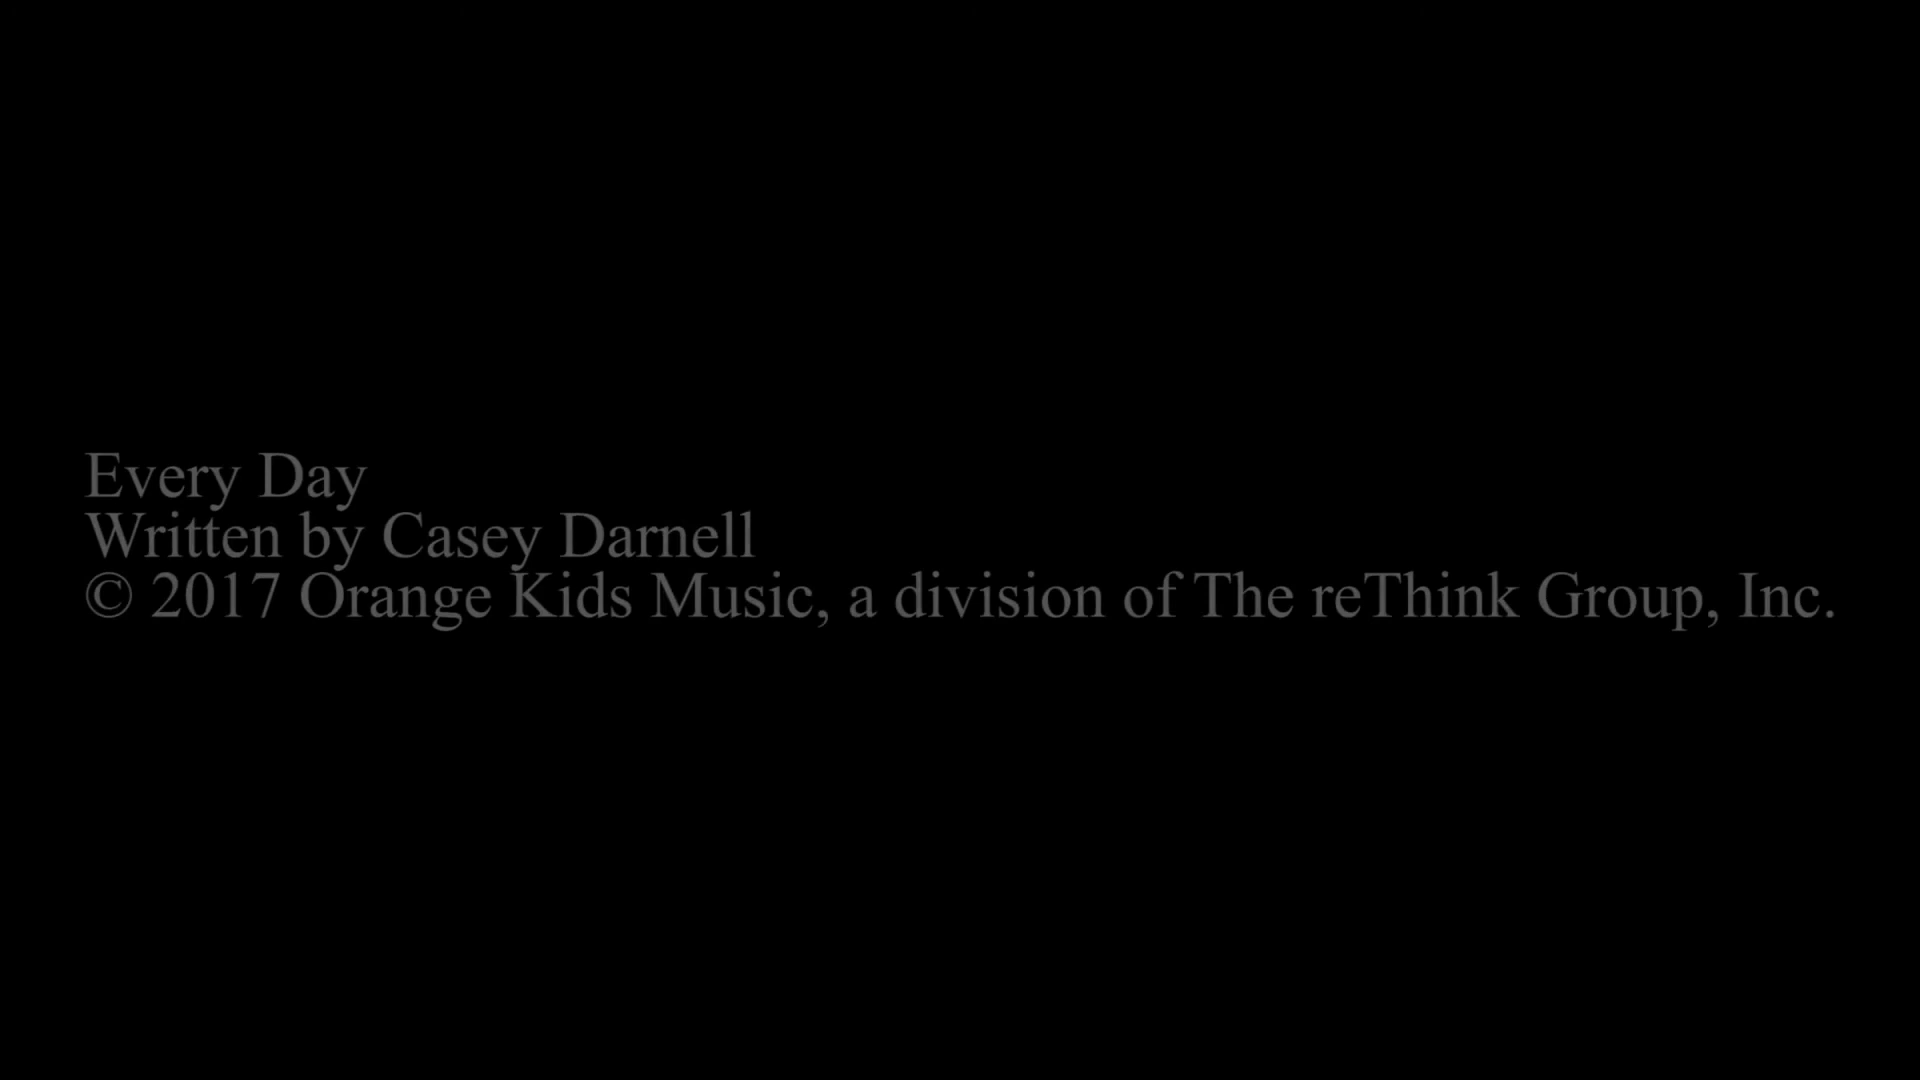 Every Day
Written by Casey Darnell
© 2017 Orange Kids Music, a division of The reThink Group, Inc.